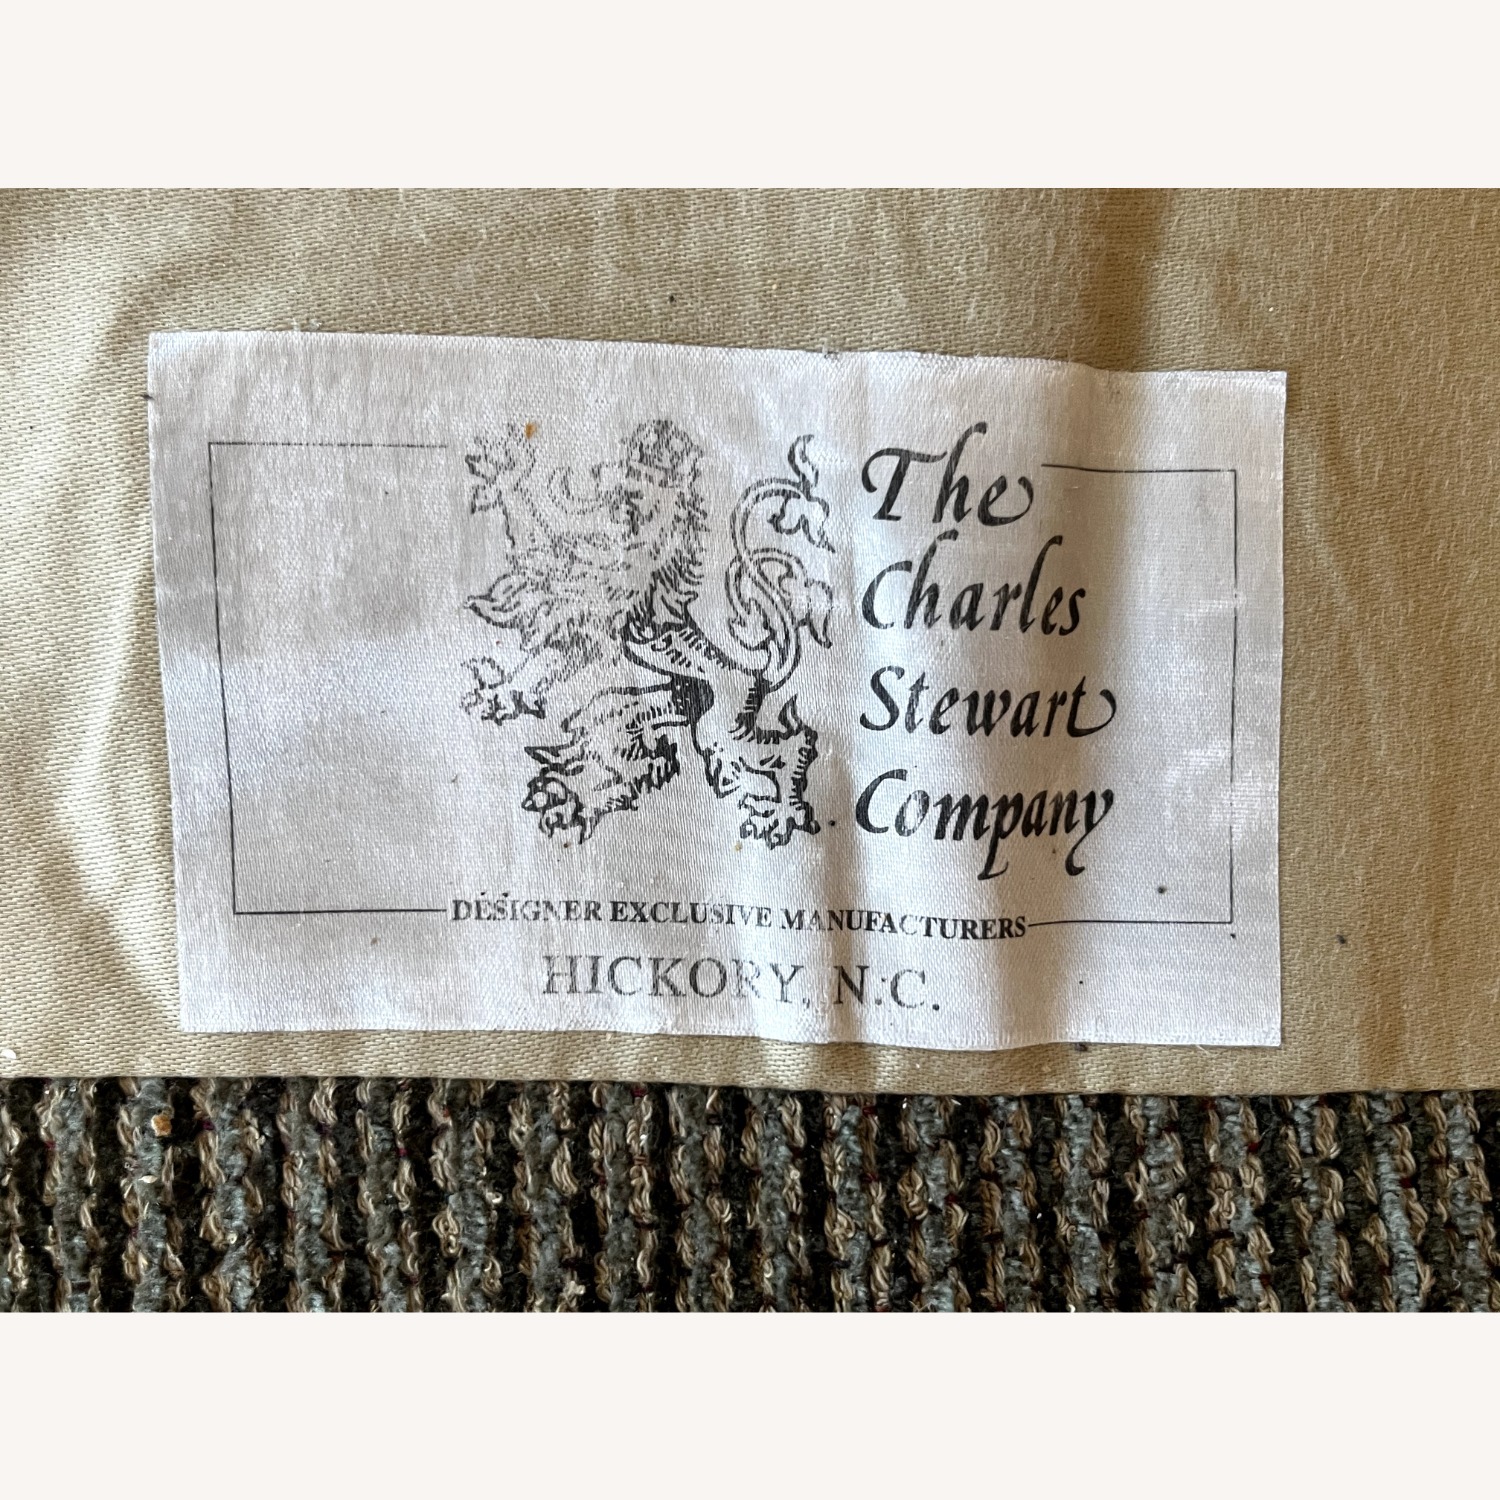 The
Charles
Stewart
Company
DESIGNER EXCLUSIVE MANUFACTURERS
HICKORY, N.C.